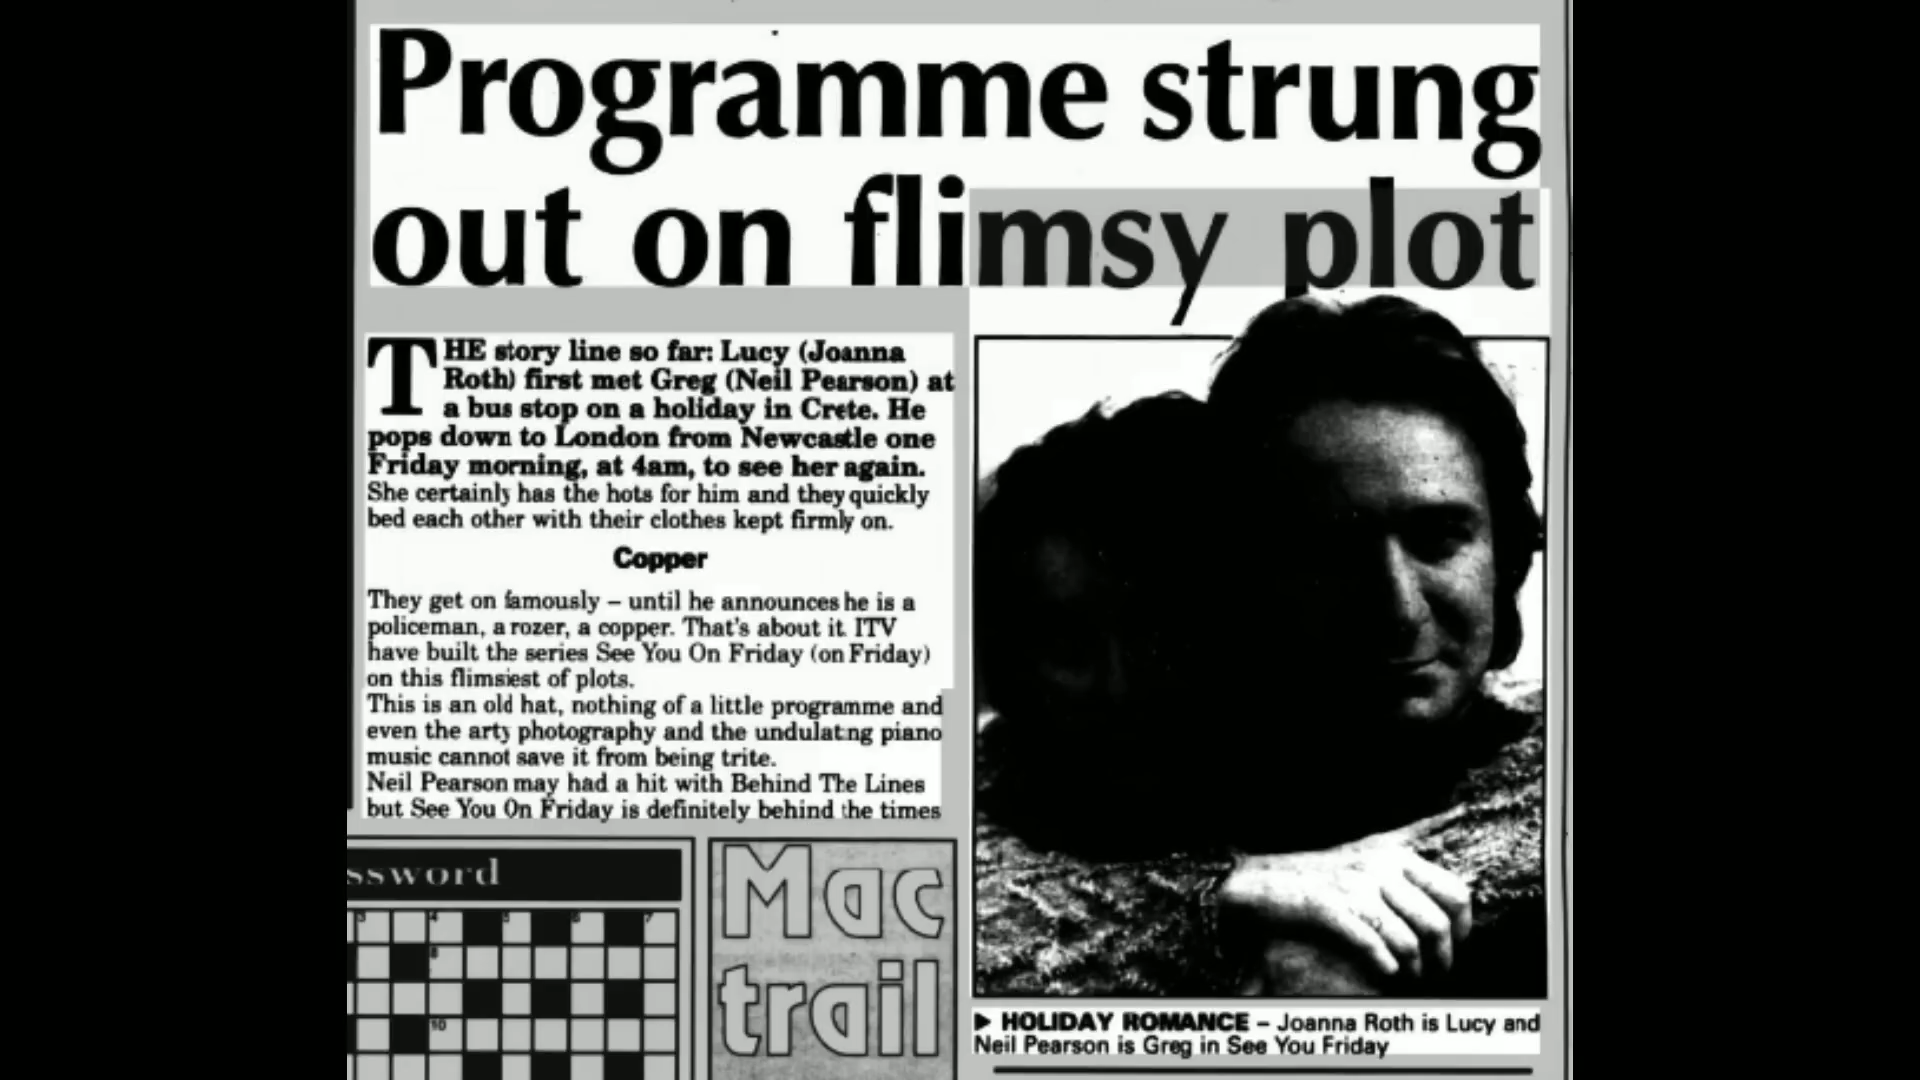 Programme strung
out on flimsy plot
THE story line so far: Lucy (Joanna
Roth) first met Greg (Neil Pearson) at
a bus stop on a holiday in Crete. He
pops down to London from Newcastle one
Friday morning, at 4am, to see her again.
She certainly has the hots for him and they quickly
bed each other with their clothes kept firmly on.
Copper
They get on famously – until he announces he is a
policeman, a rozer, a copper. That's about it ITV
have built the series See You On Friday (on Friday)
on this flimsiest of plots.
This is an old hat, nothing of a little programme and
even the arty photography and the undulatng piano
music cannot save it from being trite.
Neil Pearson may had a hit with Behind The Lines
but See You On Friday is definitely behind the times
ssword
3 4 5 6 7
8
10
Mac
trail
▶ HOLIDAY ROMANCE – Joanna Roth is Lucy and
Neil Pearson is Greg in See You Friday